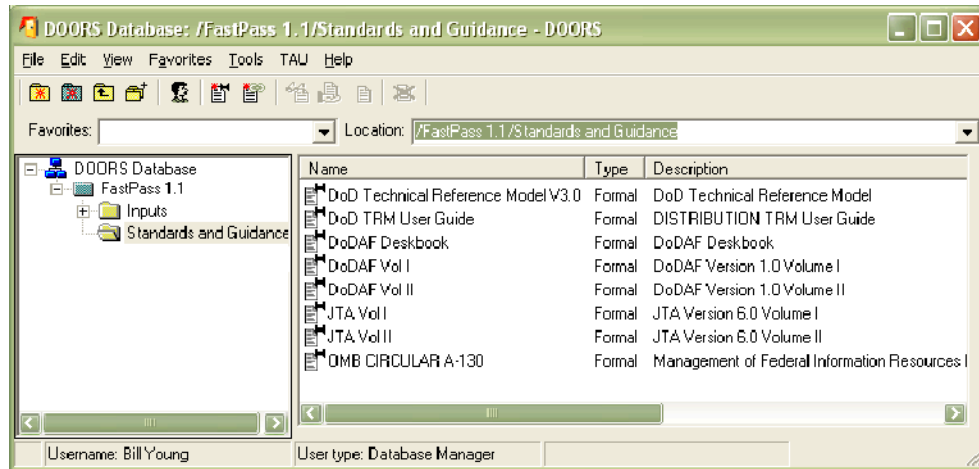 DOORS Database: /FastPass 1.1/Standards and Guidance - DOORS
File Edit View Favorites Tools TAU Help
Favorites: Location: /FastPass 1.1/Standards and Guidance
DOORS Database
FastPass 1.1
Inputs
Standards and Guidance
Name Type Description
DoD Technical Reference Model V3.0 Formal DoD Technical Reference Model
DoD TRM User Guide Formal DISTRIBUTION TRM User Guide
DoDAF Deskbook Formal DoDAF Deskbook
DoDAF Vol I Formal DoDAF Version 1.0 Volume I
DoDAF Vol II Formal DoDAF Version 1.0 Volume II
JTA Vol I Formal JTA Version 6.0 Volume I
JTA Vol II Formal JTA Version 6.0 Volume II
OMB CIRCULAR A-130 Formal Management of Federal Information Resources
Username: Bill Young User type: Database Manager